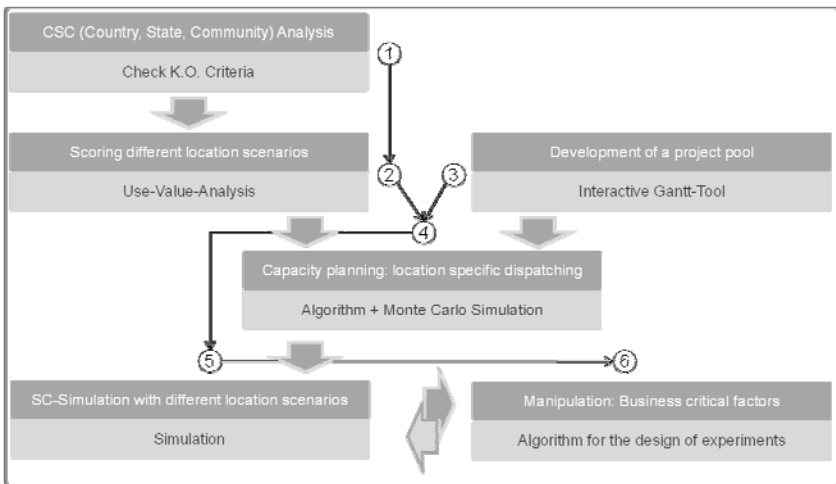 CSC (Country, State, Community) Analysis
1
Check K.O. Criteria
Scoring different location scenarios
Development of a project pool
2
3
Use-Value-Analysis
Interactive Gantt-Tool
4
Capacity planning: location specific dispatching
Algorithm + Monte Carlo Simulation
5
6
SC-Simulation with different location scenarios
Manipulation: Business critical factors
Simulation
Algorithm for the design of experiments